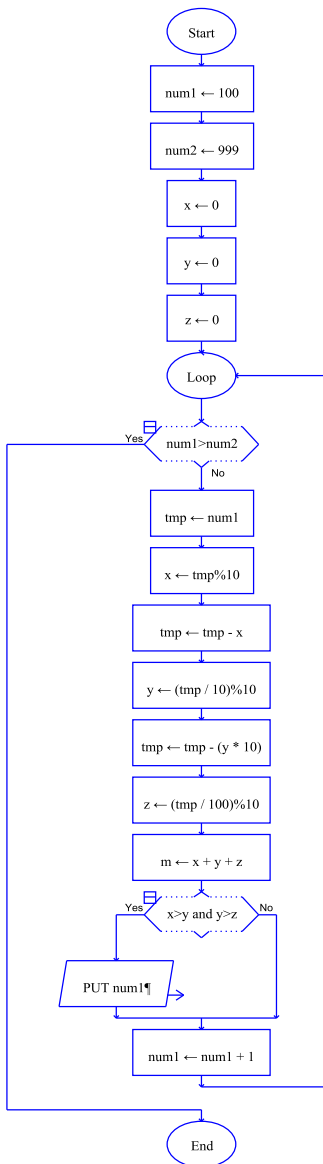 Start
num1 ← 100
num2 ← 999
x ← 0
y ← 0
z ← 0
Loop
Yes
num1>num2
No
tmp ← num1
x ← tmp%10
tmp ← tmp - x
y ← (tmp / 10)%10
tmp ← tmp - (y * 10)
z ← (tmp / 100)%10
m ← x + y + z
Yes
x>y and y>z
No
PUT num1¶
num1 ← num1 + 1
End